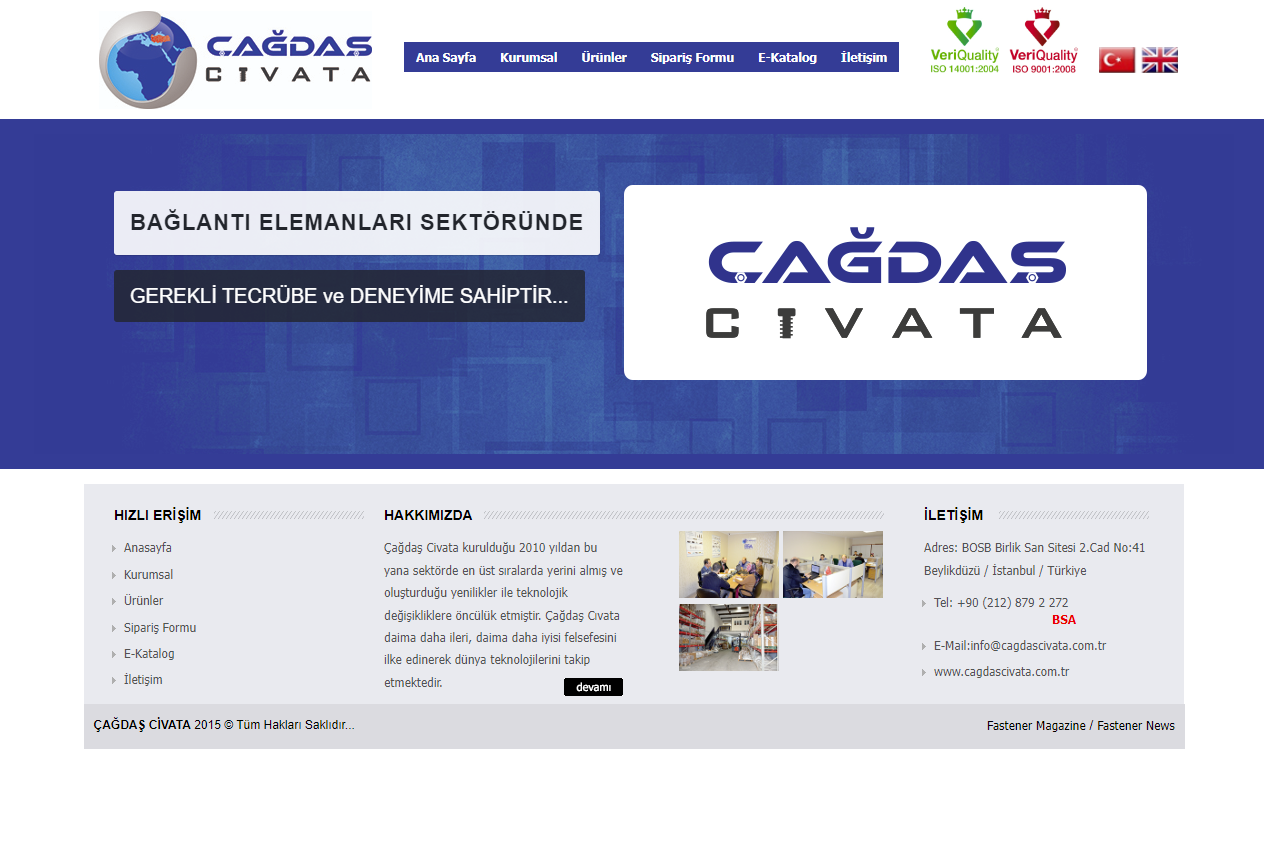 ÇAĞDAŞ
CİVATA
Ana Sayfa Kurumsal Ürünler Sipariş Formu E-Katalog İletişim
VeriQuality VeriQuality
ISO 14001:2004 ISO 9001:2008
BAĞLANTI ELEMANLARI SEKTÖRÜNDE
GEREKLİ TECRÜBE ve DENEYİME SAHİPTİR...
ÇAĞDAŞ
CİVATA
HIZLI ERİŞİM
Anasayfa
Kurumsal
Ürünler
Sipariş Formu
E-Katalog
İletişim
HAKKIMIZDA
Çağdaş Civata kurulduğu 2010 yıldan bu
yana sektörde en üst sıralarda yerini almış ve
oluşturduğu yenilikler ile teknolojik
değişikliklere öncülük etmiştir. Çağdaş Cıvata
daima daha ileri, daima daha iyisi felsefesini
ilke edinerek dünya teknolojilerini takip
etmektedir.
devamı
İLETİŞİM
Adres: BOSB Birlik San Sitesi 2.Cad No:41
Beylikdüzü / İstanbul / Türkiye
Tel: +90 (212) 879 2 272
BSA
E-Mail:info@cagdascivata.com.tr
www.cagdascivata.com.tr
ÇAĞDAŞ CİVATA 2015 © Tüm Hakları Saklıdır...
Fastener Magazine / Fastener News